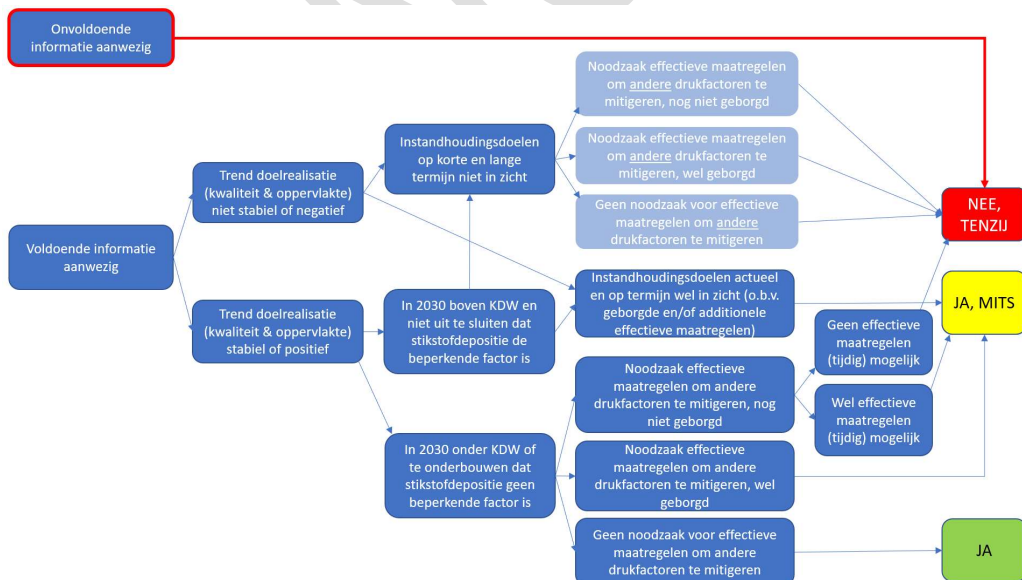 Onvoldoende
informatie aanwezig
Noodzaak effectieve maatregelen
om andere drukfactoren te
mitigeren, nog niet geborgd
Instandhoudingsdoelen
op korte en lange
termijn niet in zicht
Noodzaak effectieve maatregelen
om andere drukfactoren te
mitigeren, wel geborgd
Trend doelrealisatie
(kwaliteit & oppervlakte)
niet stabiel of negatief
Geen noodzaak voor effectieve
maatregelen om andere
drukfactoren te mitigeren
NEE,
TENZIJ
Voldoende informatie
aanwezig
Trend doelrealisatie
(kwaliteit & oppervlakte)
stabiel of positief
In 2030 boven KDW en
niet uit te sluiten dat
stikstofdepositie de
beperkende factor is
Instandhoudingsdoelen actueel
en op termijn wel in zicht (o.b.v.
geborgde en/of additionele
effectieve maatregelen)
JA, MITS
Geen effectieve
maatregelen
(tijdig) mogelijk
Noodzaak effectieve
maatregelen om andere
drukfactoren te mitigeren, nog
niet geborgd
Wel effectieve
maatregelen
(tijdig) mogelijk
In 2030 onder KDW of
te onderbouwen dat
stikstofdepositie geen
beperkende factor is
Noodzaak effectieve
maatregelen om andere
drukfactoren te mitigeren, wel
geborgd
Geen noodzaak voor effectieve
maatregelen om andere
drukfactoren te mitigeren
JA